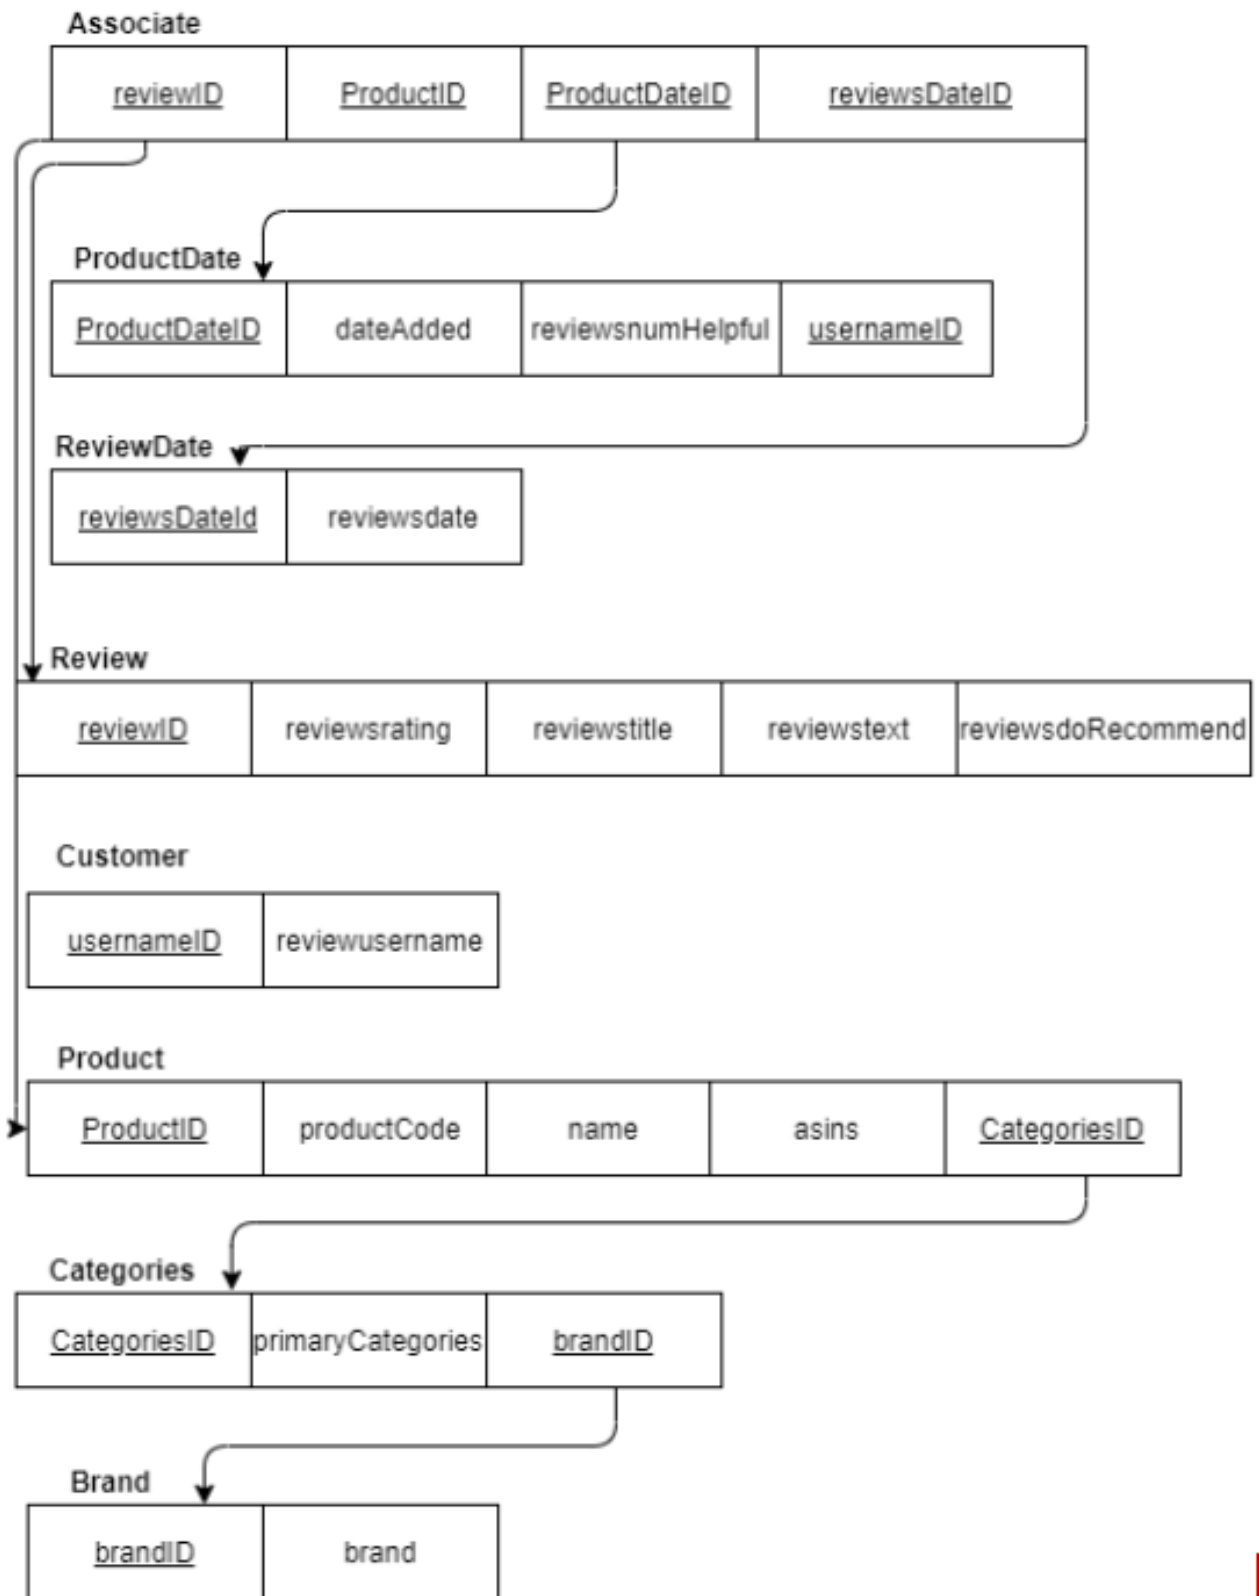 Associate
reviewID ProductID ProductDateID reviewsDateID
ProductDate
ProductDateID dateAdded reviewsnumHelpful usernameID
ReviewDate
reviewsDateId reviewsdate
Review
reviewID reviewsrating reviewstitle reviewstext reviewsdoRecommend
Customer
usernameID reviewusername
Product
ProductID productCode name asins CategoriesID
Categories
CategoriesID primaryCategories brandID
Brand
brandID brand